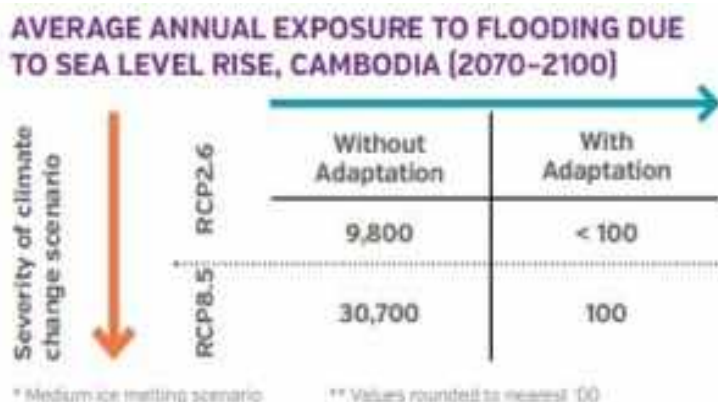 AVERAGE ANNUAL EXPOSURE TO FLOODING DUE
TO SEA LEVEL RISE, CAMBODIA (2070–2100)
Severity of climate
change scenario
Without
Adaptation
With
Adaptation
RCP2.6
9,800
< 100
RCP8.5
30,700
100
* Medium ice melting scenario
** Values rounded to nearest '00